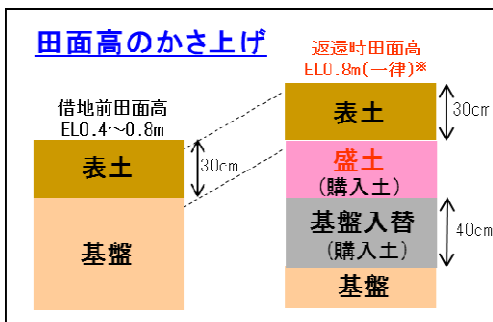 田面高のかさ上げ
借地前田面高
EL0.4～0.8m
表土
30cm
基盤
返還時田面高
EL0.8m(一律)※
表土
30cm
盛土
(購入土)
基盤入替
(購入土)
40cm
基盤